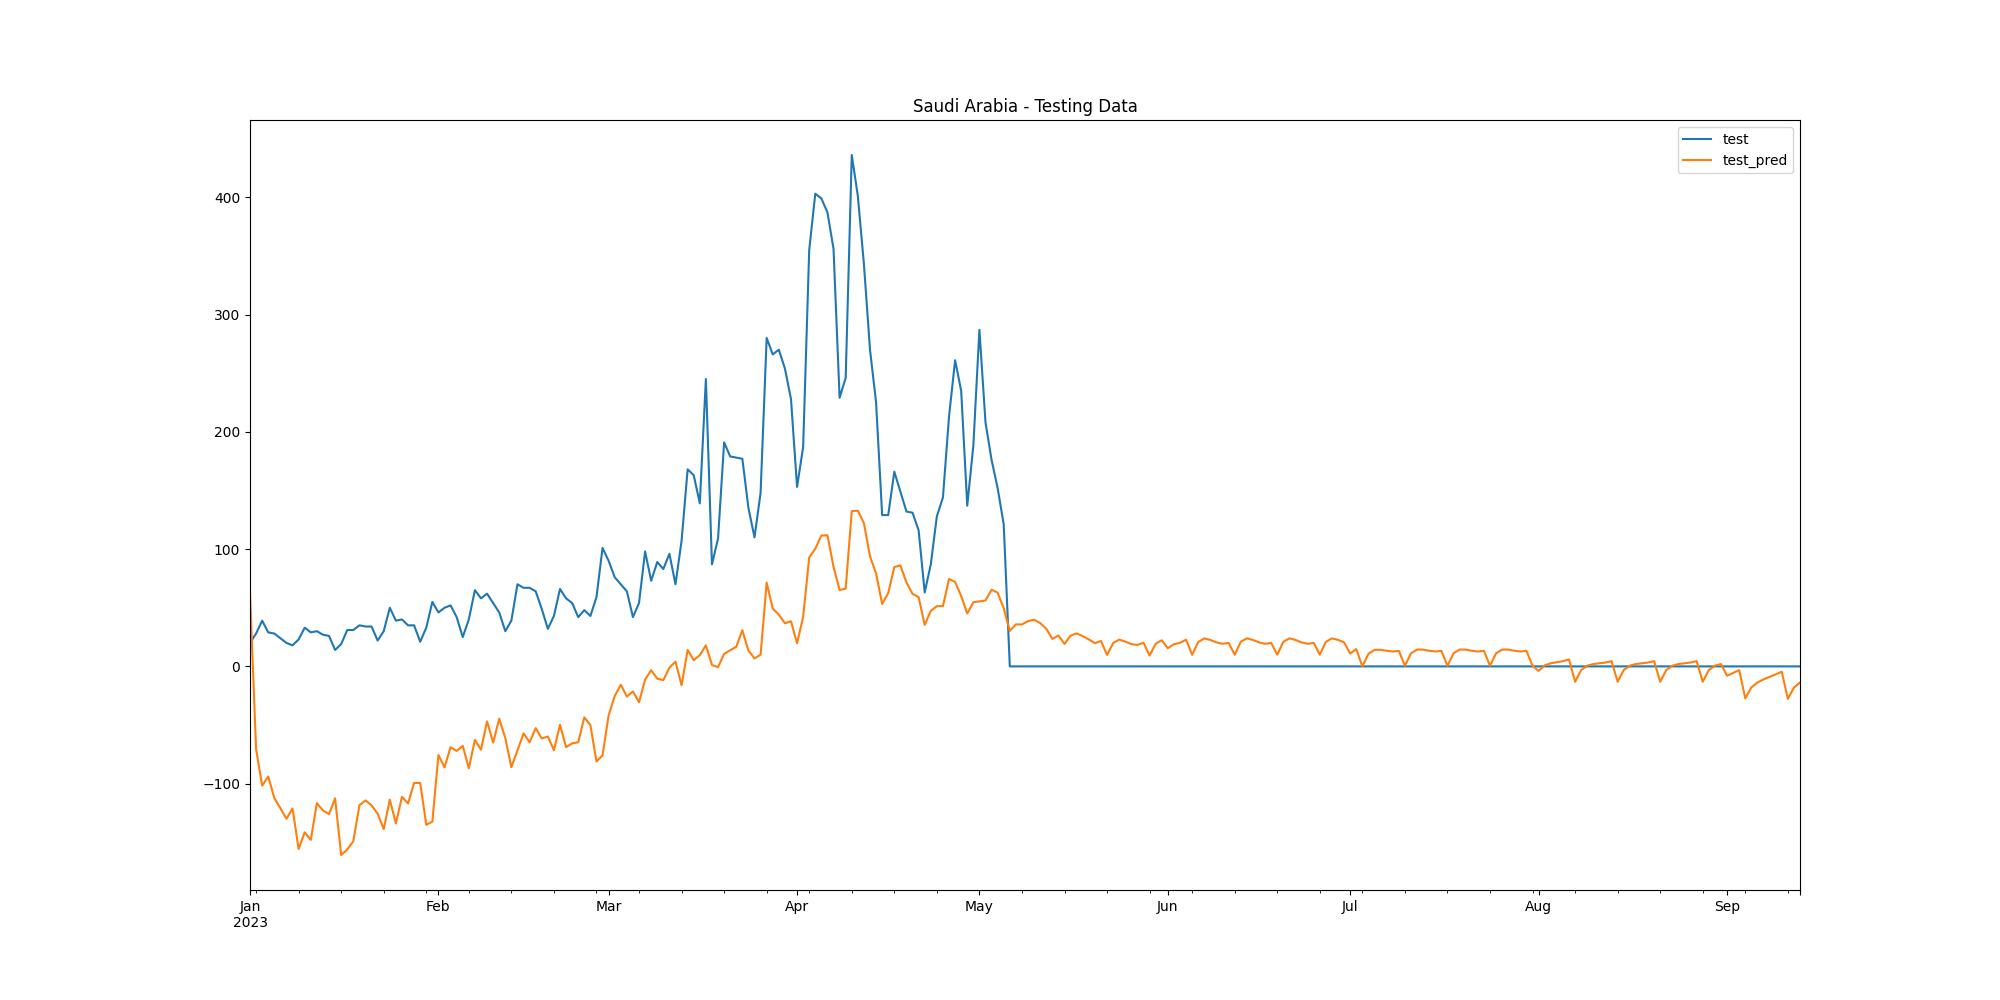 Saudi Arabia - Testing Data
test
test_pred
400
300
200
100
0
−100
Jan
2023
Feb
Mar
Apr
May
Jun
Jul
Aug
Sep